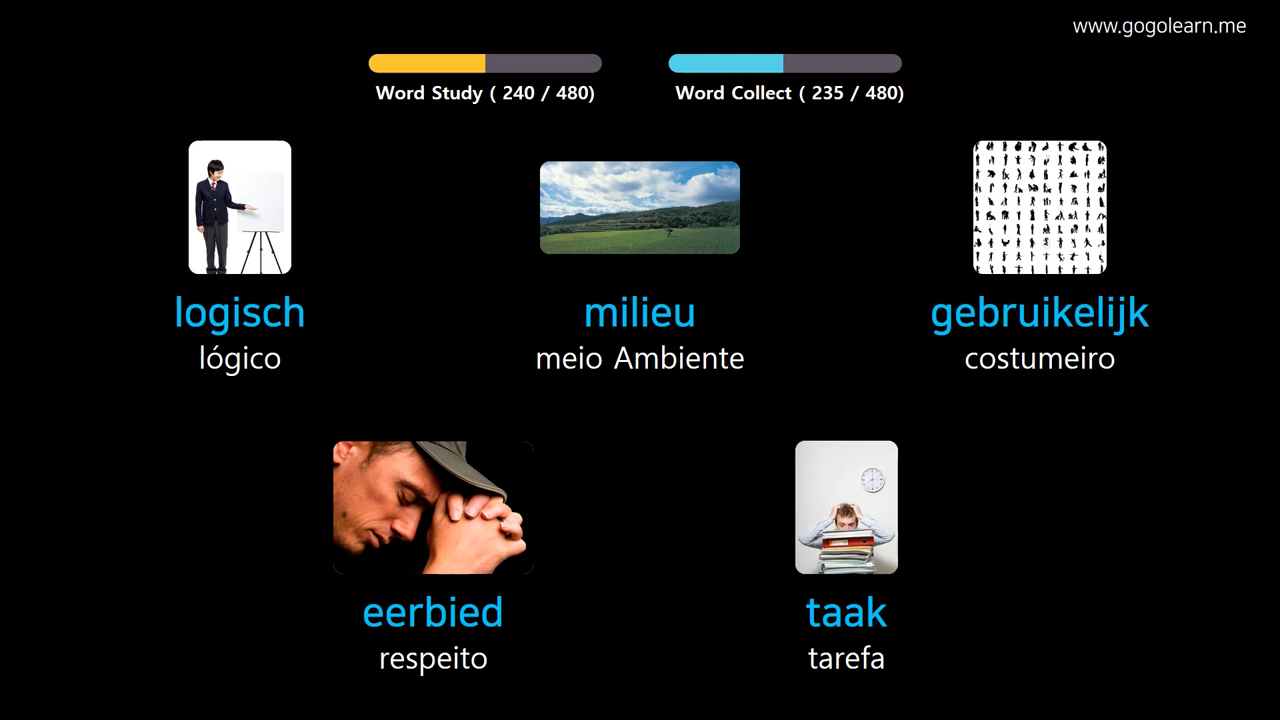 www.gogolearn.me
Word Study ( 240 / 480)
Word Collect ( 235 / 480)
logisch
lógico
milieu
meio Ambiente
gebruikelijk
costumeiro
eerbied
respeito
taak
tarefa